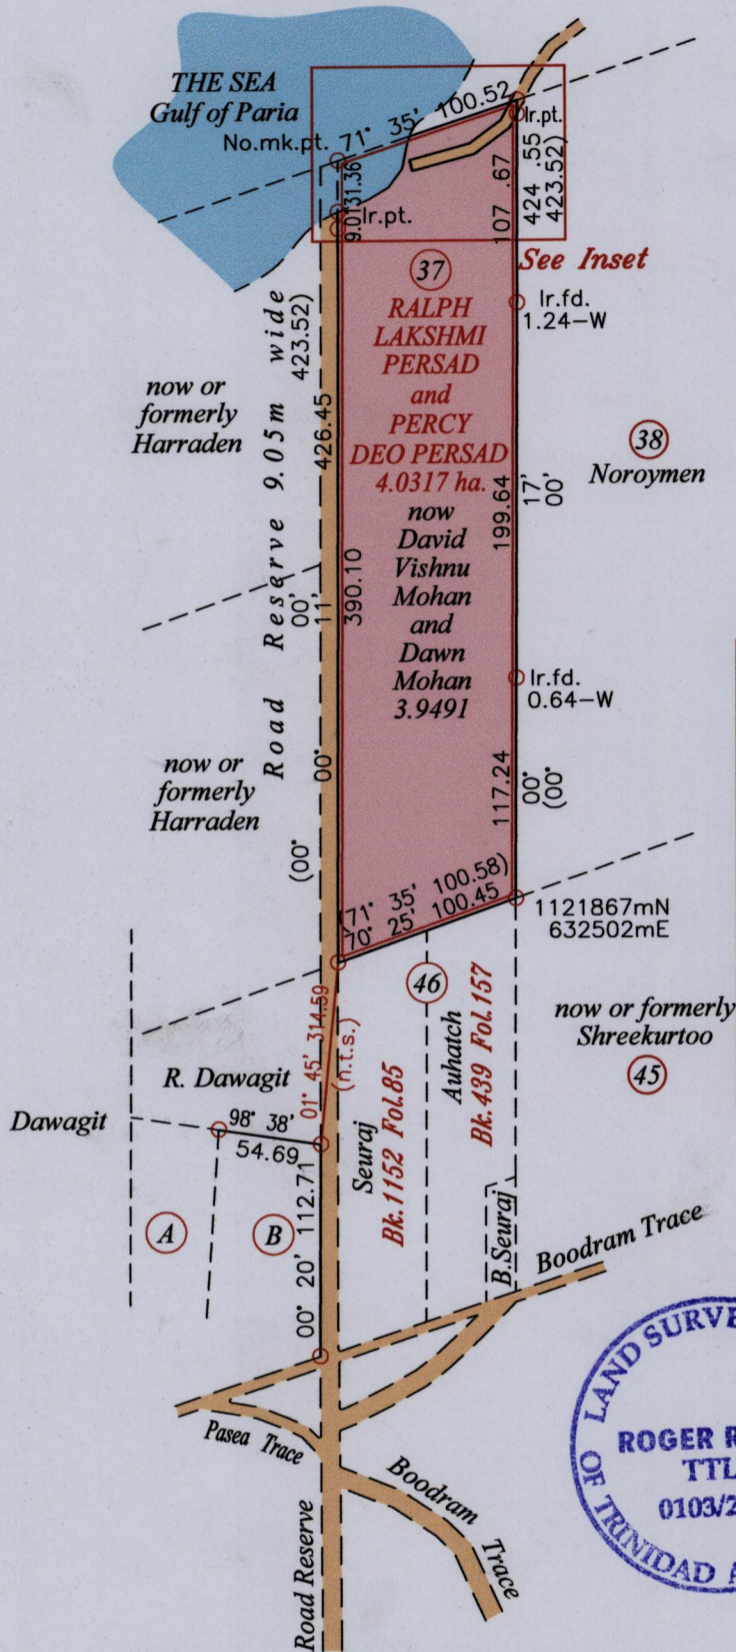 THE SEA
Gulf of Paria
No.mk.pt.
71° 35' 100.52
Ir.pt.
9.01
31.36
Ir.pt.
107 .67
424 .55
423.52)
See Inset
37
RALPH
LAKSHMI
PERSAD
and
PERCY
DEO PERSAD
4.0317 ha.
now
David
Vishnu
Mohan
and
Dawn
Mohan
3.9491
Ir.fd.
1.24-W
now or
formerly
Harraden
Road Reserve 9.05m wide
(00° 00' 423.52)
00° 11' 426.45
390.10
199.64
17'
00'
00°
(00°
38
Noroymen
Ir.fd.
0.64-W
117.24
now or
formerly
Harraden
(71° 35' 100.58)
70° 25' 100.45
1121867mN
632502mE
46
now or formerly
Shreekurtoo
45
01° 45' 314.59
(n.t.s.)
R. Dawagit
Dawagit
98° 38'
54.69
Seuraj
Bk.1152 Fol.85
Auhatch
Bk.439 Fol.157
A
B
00° 20' 112.71
B.Seuraj
Boodram Trace
Pasea Trace
Boodram Trace
Road Reserve
LAND SURVE
ROGER R
TTL
0103/2
OF TRINIDAD A